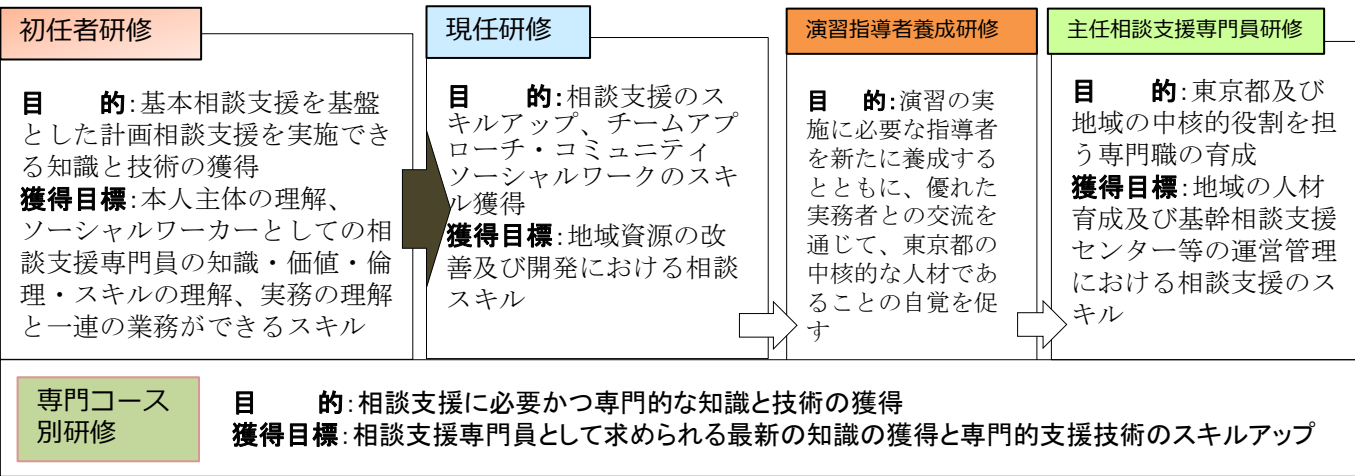 初任者研修
目　　的:基本相談支援を基盤
とした計画相談支援を実施でき
る知識と技術の獲得
獲得目標:本人主体の理解、
ソーシャルワーカーとしての相
談支援専門員の知識・価値・倫
理・スキルの理解、実務の理解
と一連の業務ができるスキル
現任研修
目　　的:相談支援のス
キルアップ、チームアプ
ローチ・コミュニティ
ソーシャルワークのスキ
ル獲得
獲得目標:地域資源の改
善及び開発における相談
スキル
演習指導者養成研修
目　　的:演習の実
施に必要な指導者
を新たに養成する
とともに、優れた
実務者との交流を
通じて、東京都の
中核的な人材であ
ることの自覚を促
す
主任相談支援専門員研修
目　　的:東京都及び
地域の中核的役割を担
う専門職の育成
獲得目標:地域の人材
育成及び基幹相談支援
センター等の運営管理
における相談支援のス
キル
専門コース
別研修
目　　的:相談支援に必要かつ専門的な知識と技術の獲得
獲得目標:相談支援専門員として求められる最新の知識の獲得と専門的支援技術のスキルアップ